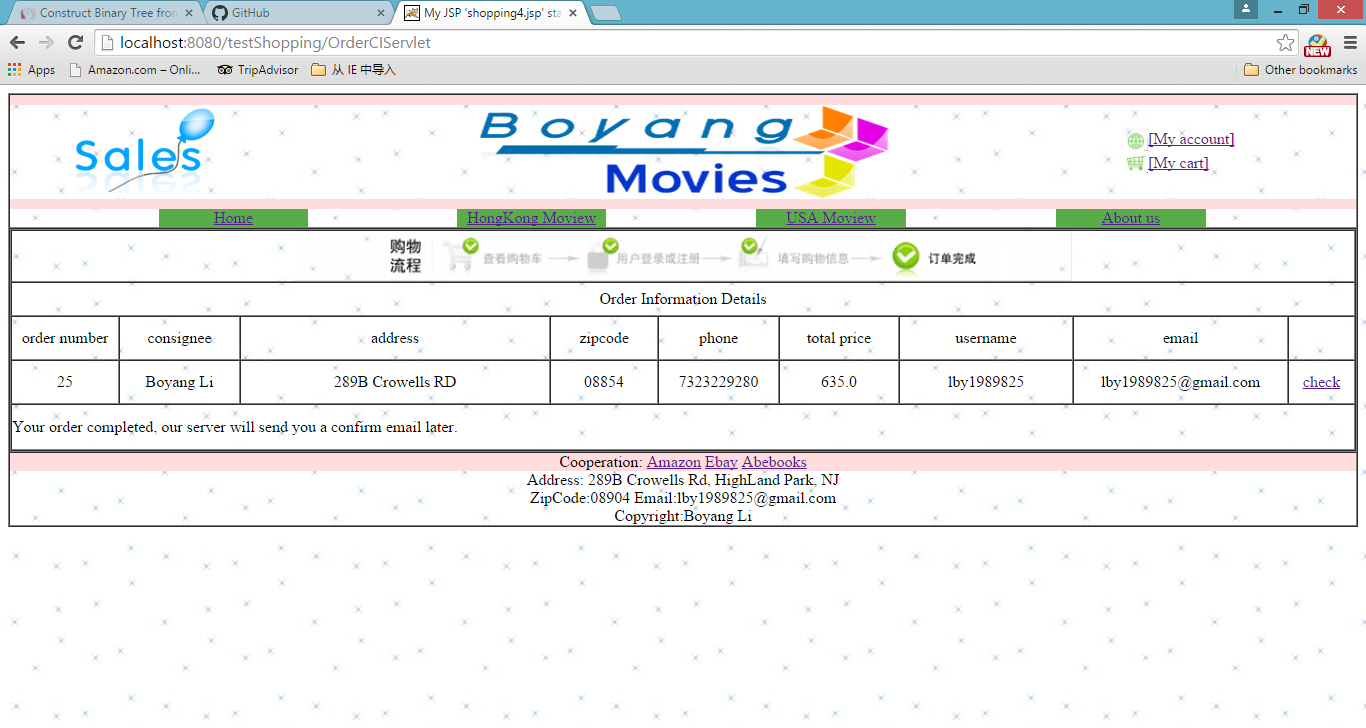 Construct Binary Tree from
GitHub
My JSP 'shopping4.jsp' sta
localhost:8080/testShopping/OrderCIServlet
NEW
Apps Amazon.com – Onli... TripAdvisor 从 IE 中导入 Other bookmarks
Sales
Boyang
Movies
[My account]
[My cart]
Home HongKong Moview USA Moview About us
购物
流程
查看购物车 用户登录或注册 填写购物信息 订单完成
Order Information Details
order number consignee address zipcode phone total price username email
25 Boyang Li 289B Crowells RD 08854 7323229280 635.0 lby1989825 lby1989825@gmail.com check
Your order completed, our server will send you a confirm email later.
Cooperation: Amazon Ebay Abebooks
Address: 289B Crowells Rd, HighLand Park, NJ
ZipCode:08904 Email:lby1989825@gmail.com
Copyright:Boyang Li